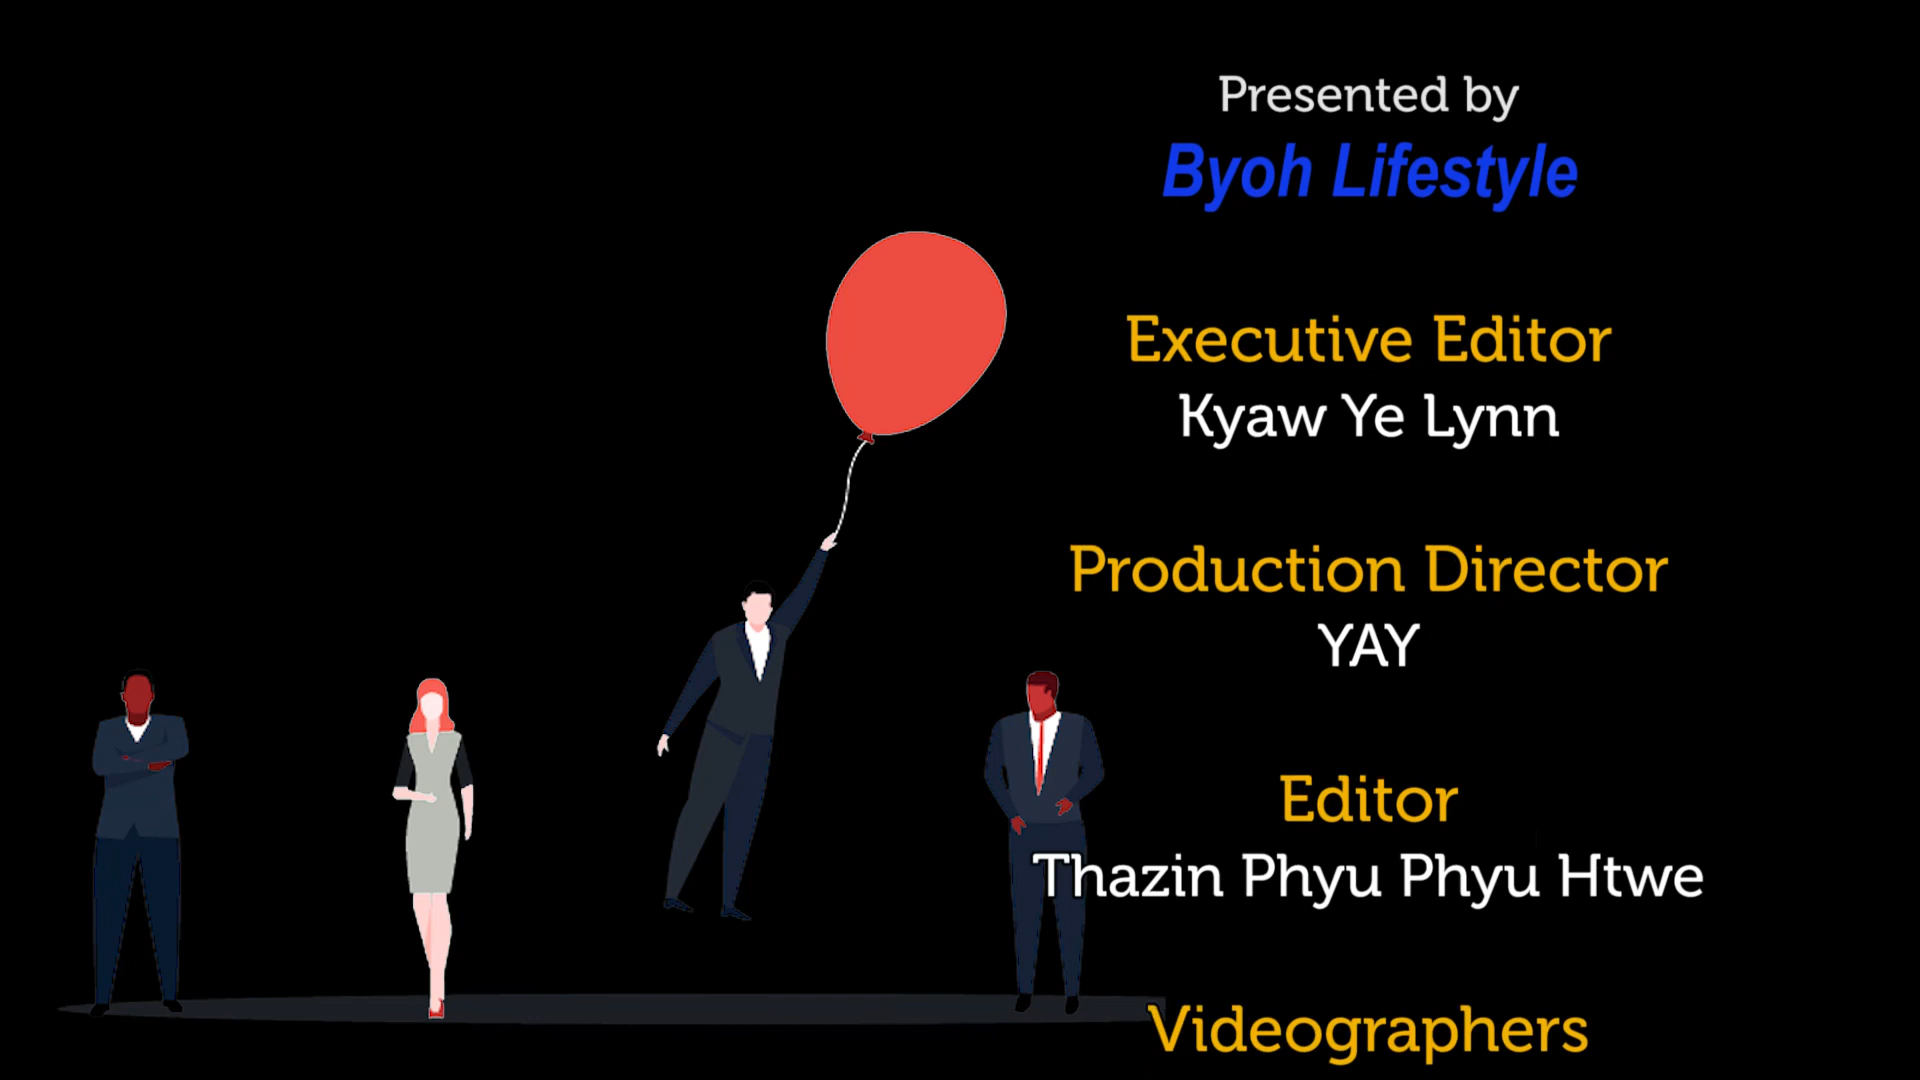 Presented by
Byoh Lifestyle
Executive Editor
Kyaw Ye Lynn
Production Director
YAY
Editor
Thazin Phyu Phyu Htwe
Videographers